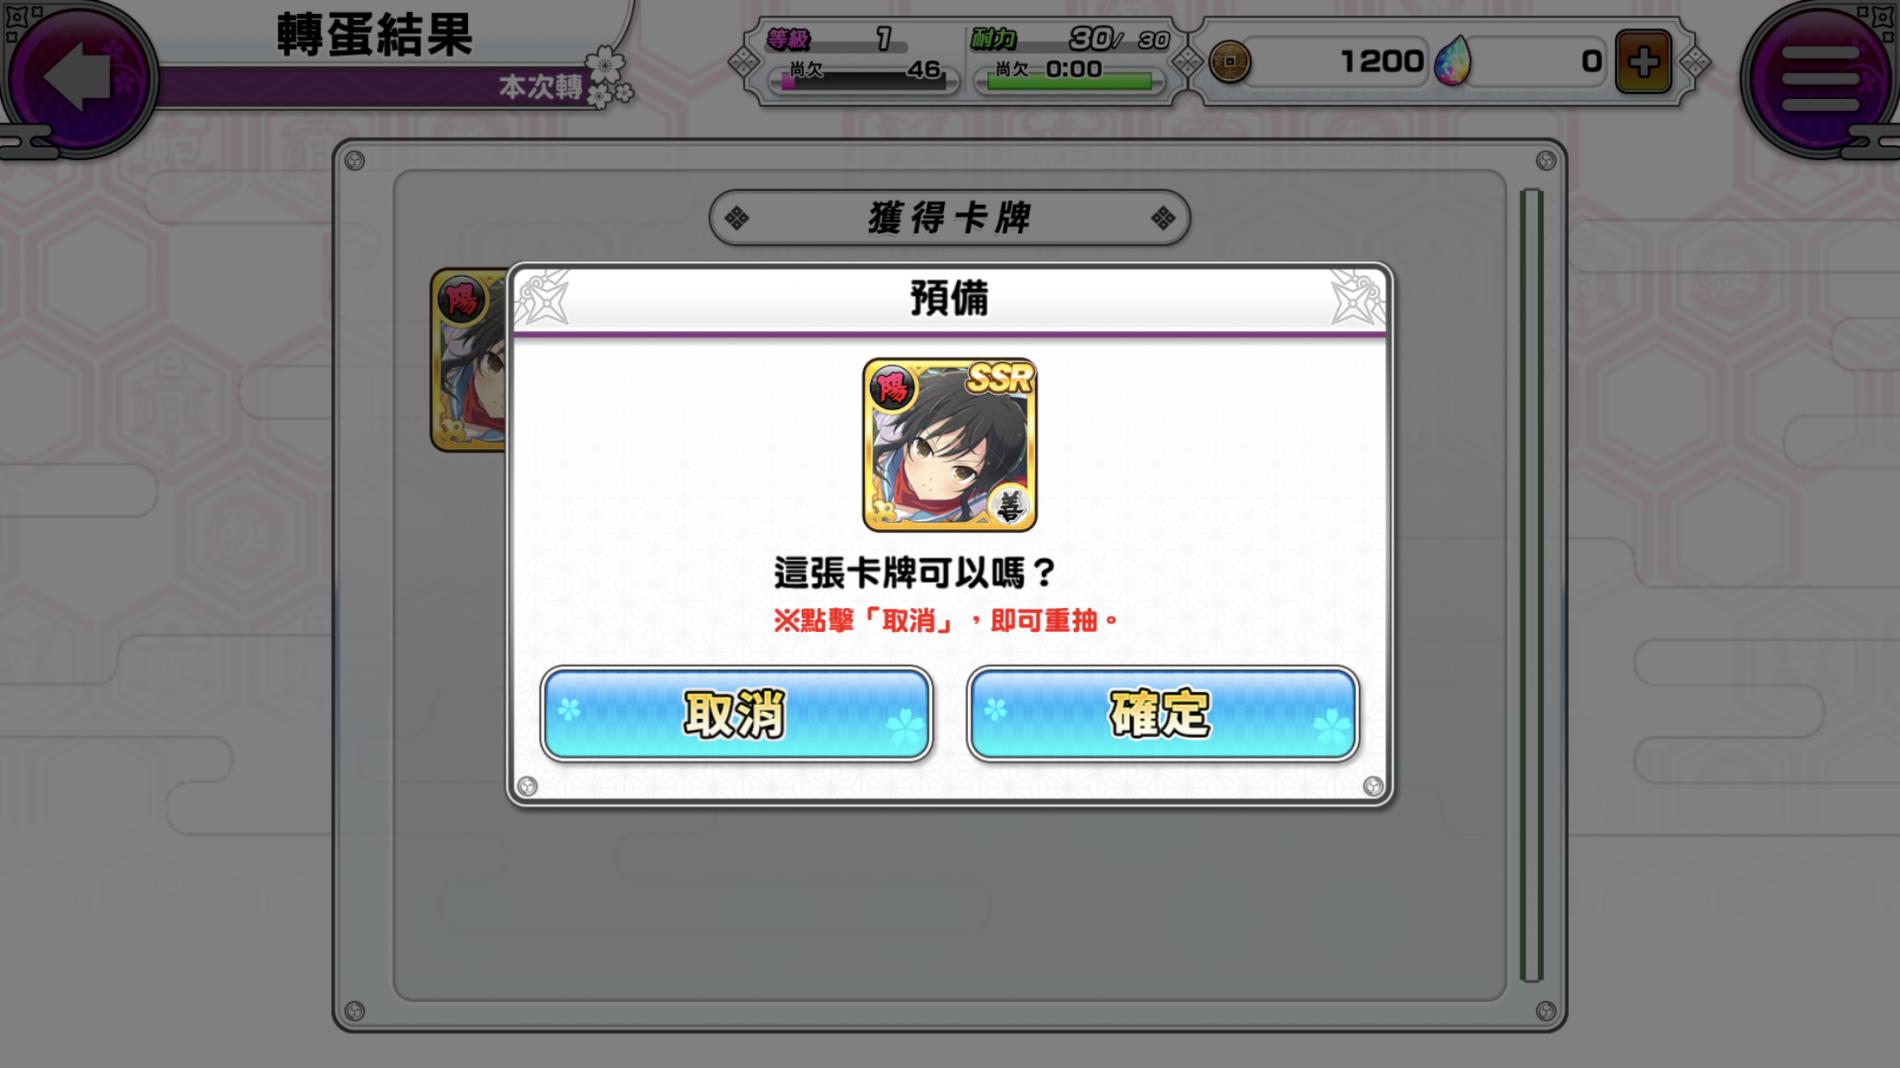 轉蛋結果
本次轉
等級 1
尚欠 46
耐力 30/ 30
尚欠 0:00
1200
0
獲得卡牌
陽
預備
陽 SSR
善
這張卡牌可以嗎？
※點擊「取消」，即可重抽。
取消
確定